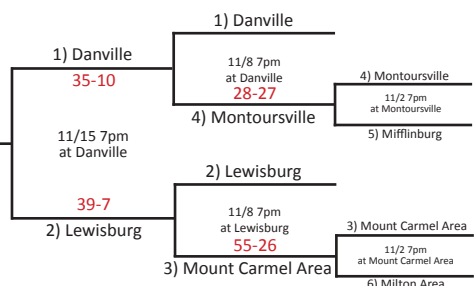 1) Danville
1) Danville
35-10
11/8 7pm
at Danville
28-27
4) Montoursville
4) Montoursville
11/2 7pm
at Montoursville
5) Mifflinburg
11/15 7pm
at Danville
39-7
2) Lewisburg
2) Lewisburg
11/8 7pm
at Lewisburg
55-26
3) Mount Carmel Area
3) Mount Carmel Area
11/2 7pm
at Mount Carmel Area
6) Milton Area